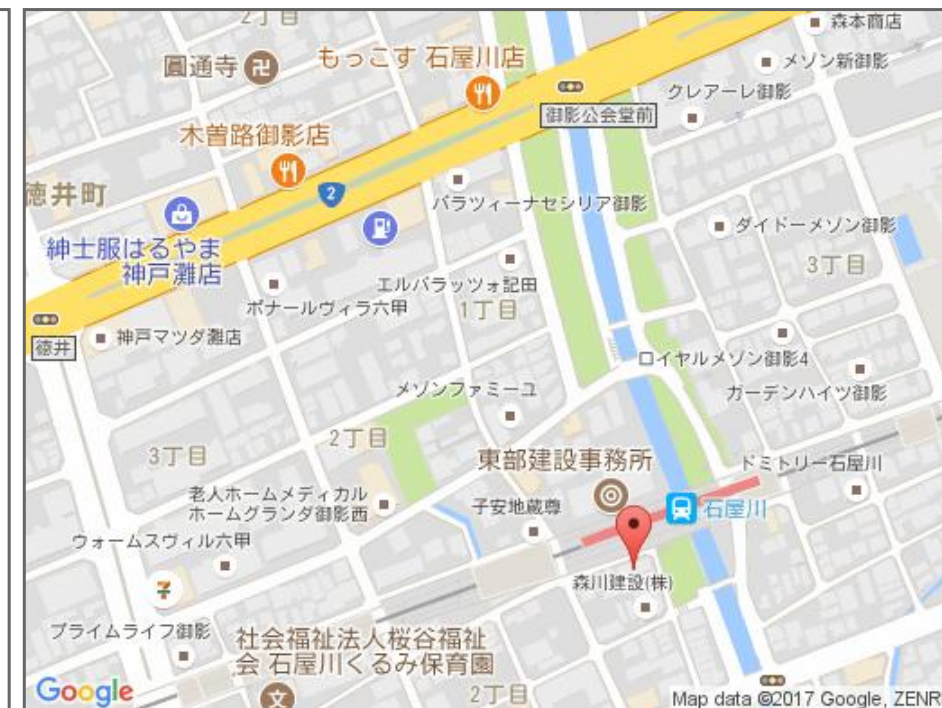 2丁目
森本商店
圓通寺
もっこす 石屋川店
メゾン新御影
クレアーレ御影
御影公会堂前
木曽路御影店
徳井町
2
パラツィーナセシリア御影
紳士服はるやま
神戸灘店
ダイドーメゾン御影
3丁目
エルパラッツォ記田
ボナールヴィラ六甲
1丁目
徳井
神戸マツダ灘店
ロイヤルメゾン御影4
メゾンファミーユ
ガーデンハイツ御影
2丁目
3丁目
東部建設事務所
ドミトリー石屋川
老人ホームメディカル
ホームグランダ御影西
子安地蔵尊
石屋川
ウォームスヴィル六甲
森川建設(株)
7
プライムライフ御影
社会福祉法人桜谷福祉
会 石屋川くるみ保育園
文
2丁目
Google
Map data ©2017 Google, ZENR